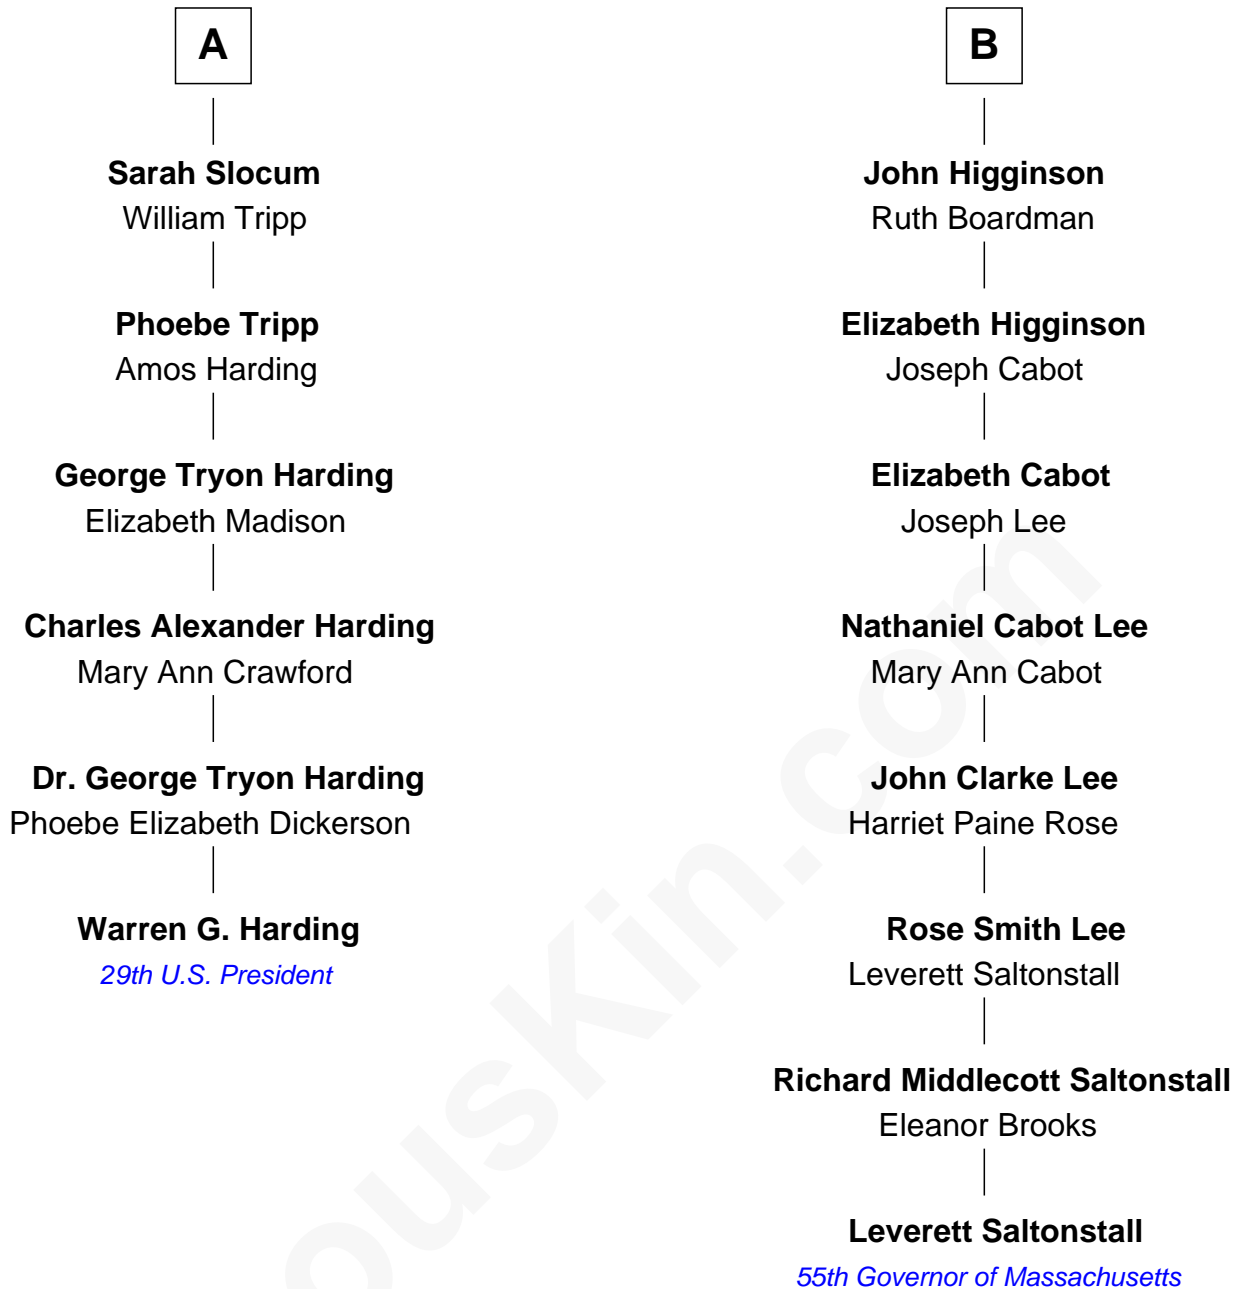 A
Sarah Slocum
William Tripp
Phoebe Tripp
Amos Harding
George Tryon Harding
Elizabeth Madison
Charles Alexander Harding
Mary Ann Crawford
Dr. George Tryon Harding
Phoebe Elizabeth Dickerson
Warren G. Harding
29th U.S. President
B
John Higginson
Ruth Boardman
Elizabeth Higginson
Joseph Cabot
Elizabeth Cabot
Joseph Lee
Nathaniel Cabot Lee
Mary Ann Cabot
John Clarke Lee
Harriet Paine Rose
Rose Smith Lee
Leverett Saltonstall
Richard Middlecott Saltonstall
Eleanor Brooks
Leverett Saltonstall
55th Governor of Massachusetts
ousKin.com